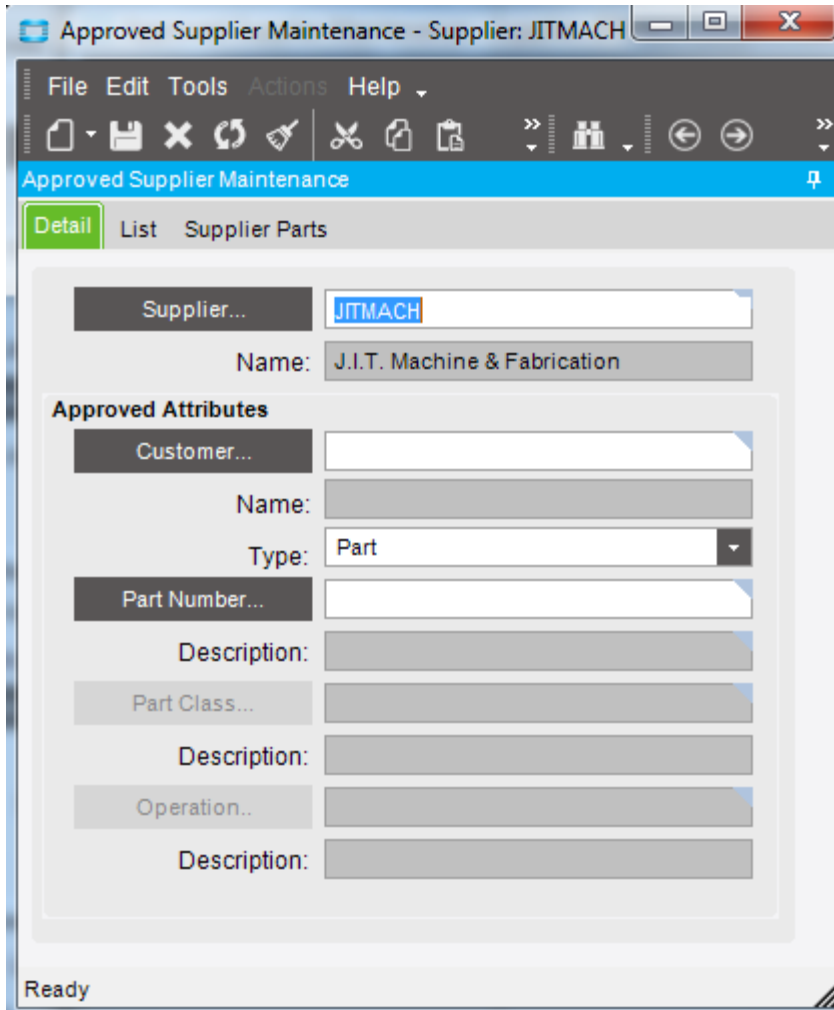 Approved Supplier Maintenance - Supplier: JITMACH
File Edit Tools Actions Help
Approved Supplier Maintenance
Detail List Supplier Parts
Supplier... JITMACH
Name: J.I.T. Machine & Fabrication
Approved Attributes
Customer...
Name:
Type: Part
Part Number...
Description:
Part Class...
Description:
Operation..
Description:
Ready